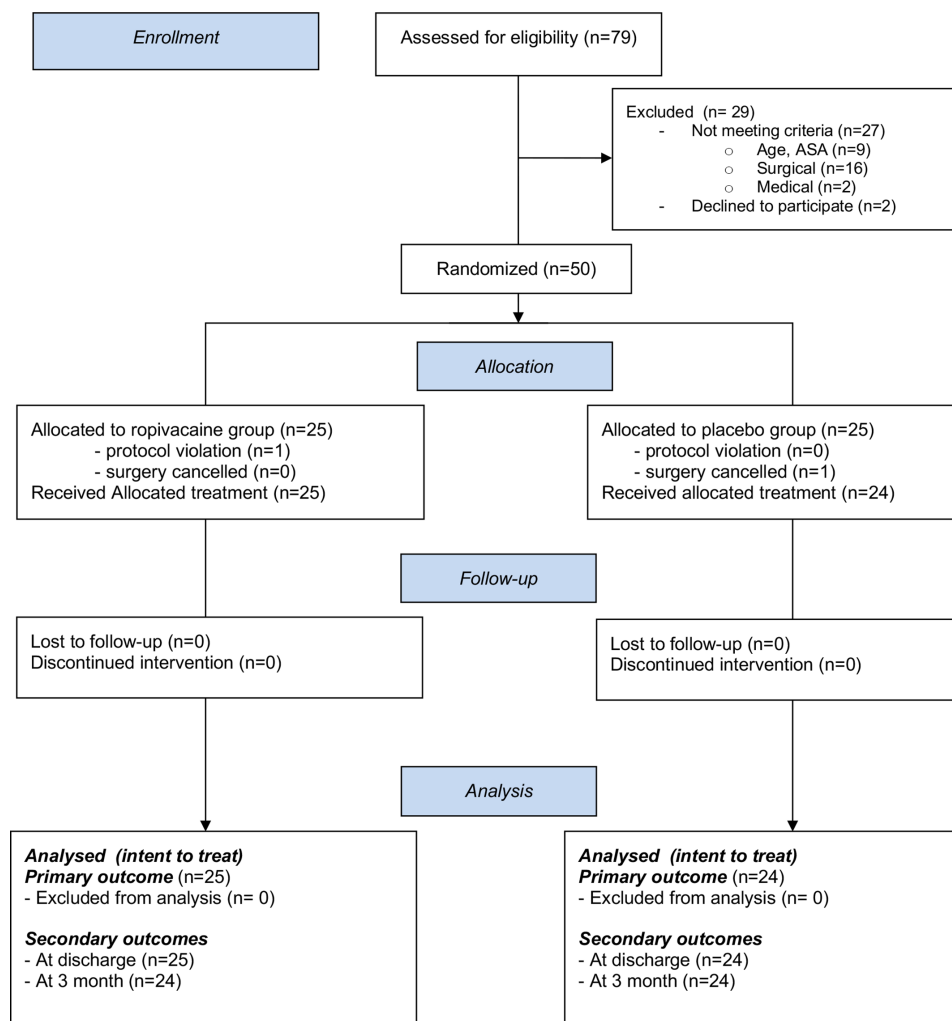 Enrollment
Assessed for eligibility (n=79)
Excluded (n= 29)
- Not meeting criteria (n=27)
o Age, ASA (n=9)
o Surgical (n=16)
o Medical (n=2)
- Declined to participate (n=2)
Randomized (n=50)
Allocation
Allocated to ropivacaine group (n=25)
- protocol violation (n=1)
- surgery cancelled (n=0)
Received Allocated treatment (n=25)
Allocated to placebo group (n=25)
- protocol violation (n=0)
- surgery cancelled (n=1)
Received allocated treatment (n=24)
Follow-up
Lost to follow-up (n=0)
Discontinued intervention (n=0)
Lost to follow-up (n=0)
Discontinued intervention (n=0)
Analysis
Analysed (intent to treat)
Primary outcome (n=25)
- Excluded from analysis (n= 0)
Secondary outcomes
- At discharge (n=25)
- At 3 month (n=24)
Analysed (intent to treat)
Primary outcome (n=24)
- Excluded from analysis (n= 0)
Secondary outcomes
- At discharge (n=24)
- At 3 month (n=24)